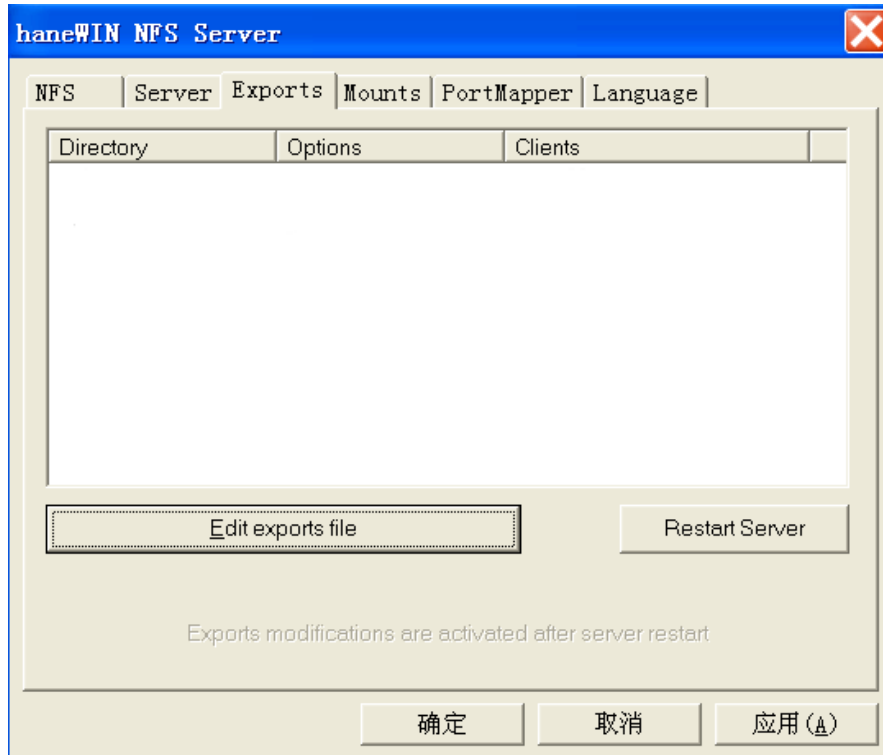 haneWIN NFS Server
NFS Server Exports Mounts PortMapper Language
Directory Options Clients
Edit exports file Restart Server
Exports modifications are activated after server restart
确定 取消 应用(A)